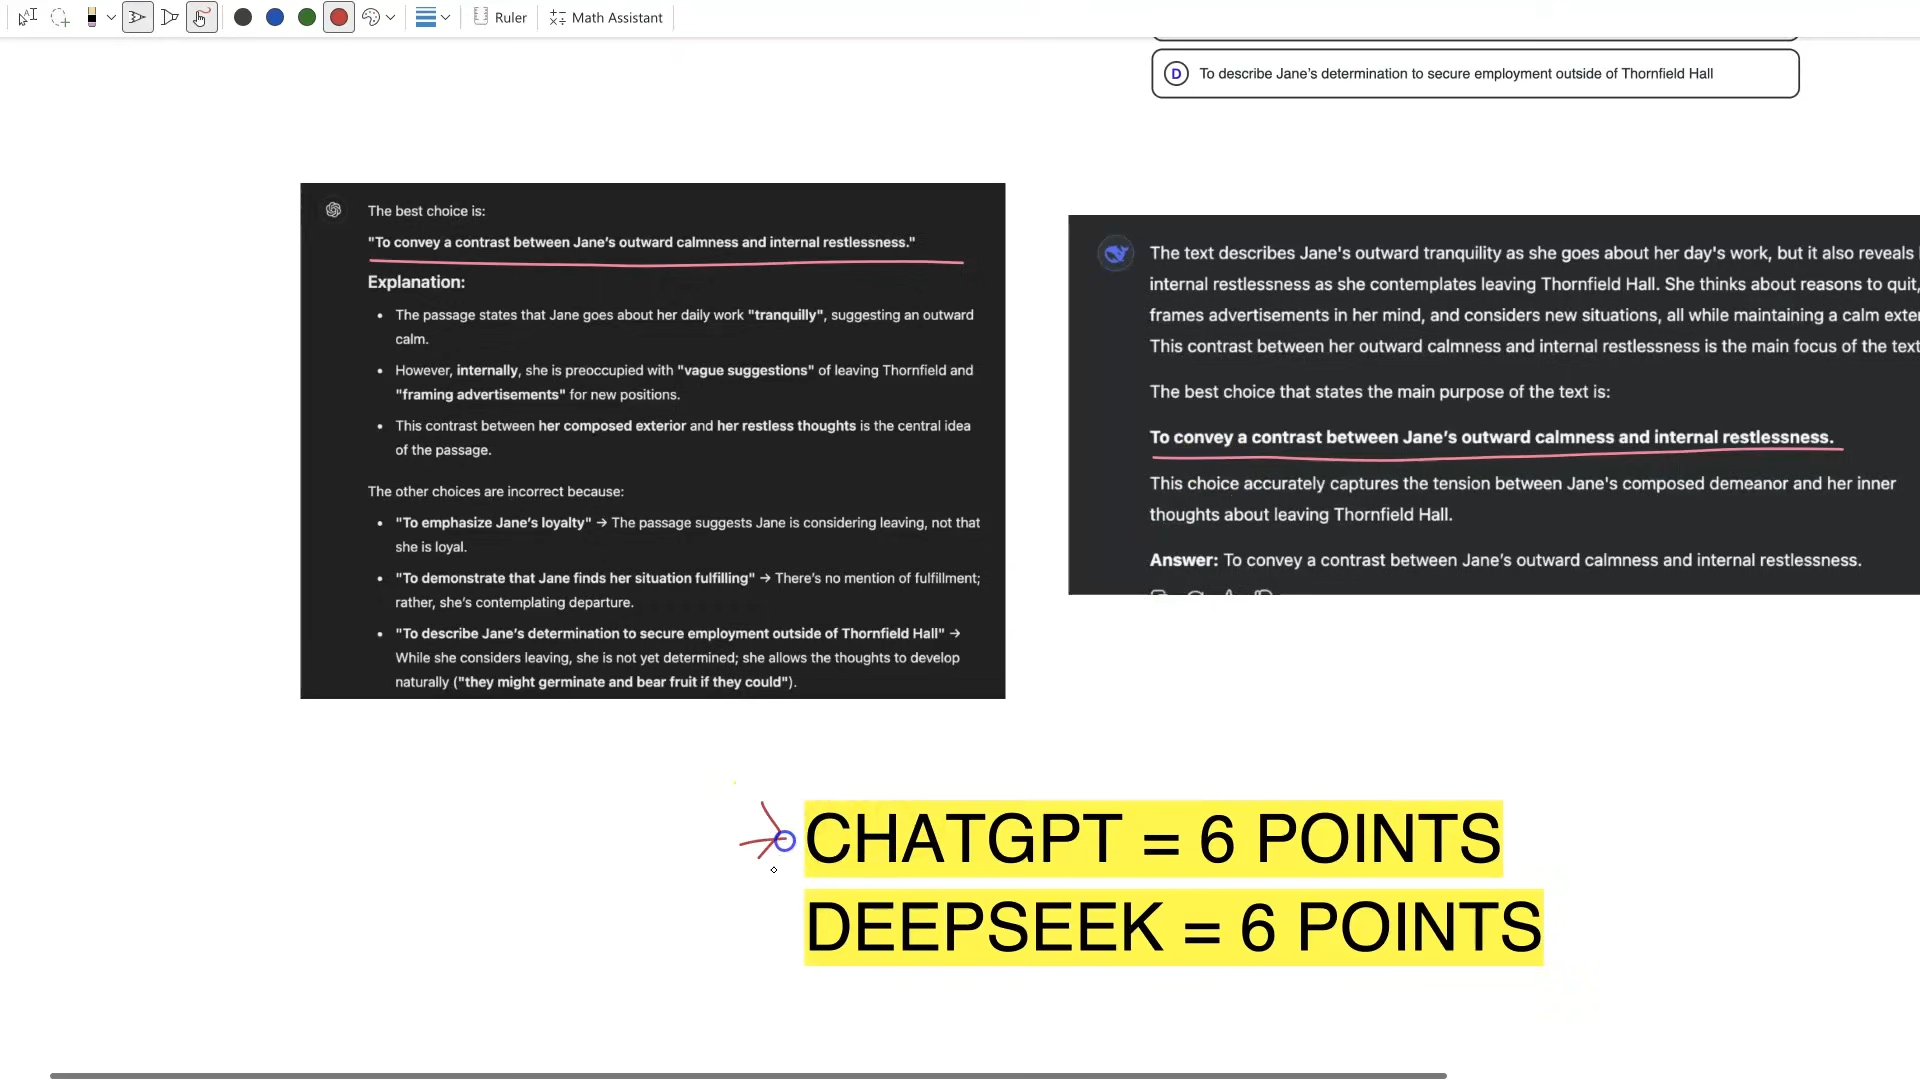 Ruler
Math Assistant
D To describe Jane’s determination to secure employment outside of Thornfield Hall
The best choice is:
"To convey a contrast between Jane’s outward calmness and internal restlessness."
Explanation:
• The passage states that Jane goes about her daily work "tranquilly", suggesting an outward
calm.
• However, internally, she is preoccupied with "vague suggestions" of leaving Thornfield and
"framing advertisements" for new positions.
• This contrast between her composed exterior and her restless thoughts is the central idea
of the passage.
The other choices are incorrect because:
• "To emphasize Jane’s loyalty" → The passage suggests Jane is considering leaving, not that
she is loyal.
• "To demonstrate that Jane finds her situation fulfilling" → There’s no mention of fulfillment;
rather, she’s contemplating departure.
• "To describe Jane’s determination to secure employment outside of Thornfield Hall" →
While she considers leaving, she is not yet determined; she allows the thoughts to develop
naturally ("they might germinate and bear fruit if they could").
The text describes Jane's outward tranquility as she goes about her day's work, but it also reveals
internal restlessness as she contemplates leaving Thornfield Hall. She thinks about reasons to quit,
frames advertisements in her mind, and considers new situations, all while maintaining a calm
This contrast between her outward calmness and internal restlessness is the main focus of the text
The best choice that states the main purpose of the text is:
To convey a contrast between Jane’s outward calmness and internal restlessness.
This choice accurately captures the tension between Jane's composed demeanor and her inner
thoughts about leaving Thornfield Hall.
Answer: To convey a contrast between Jane’s outward calmness and internal restlessness.
CHATGPT = 6 POINTS
DEEPSEEK = 6 POINTS